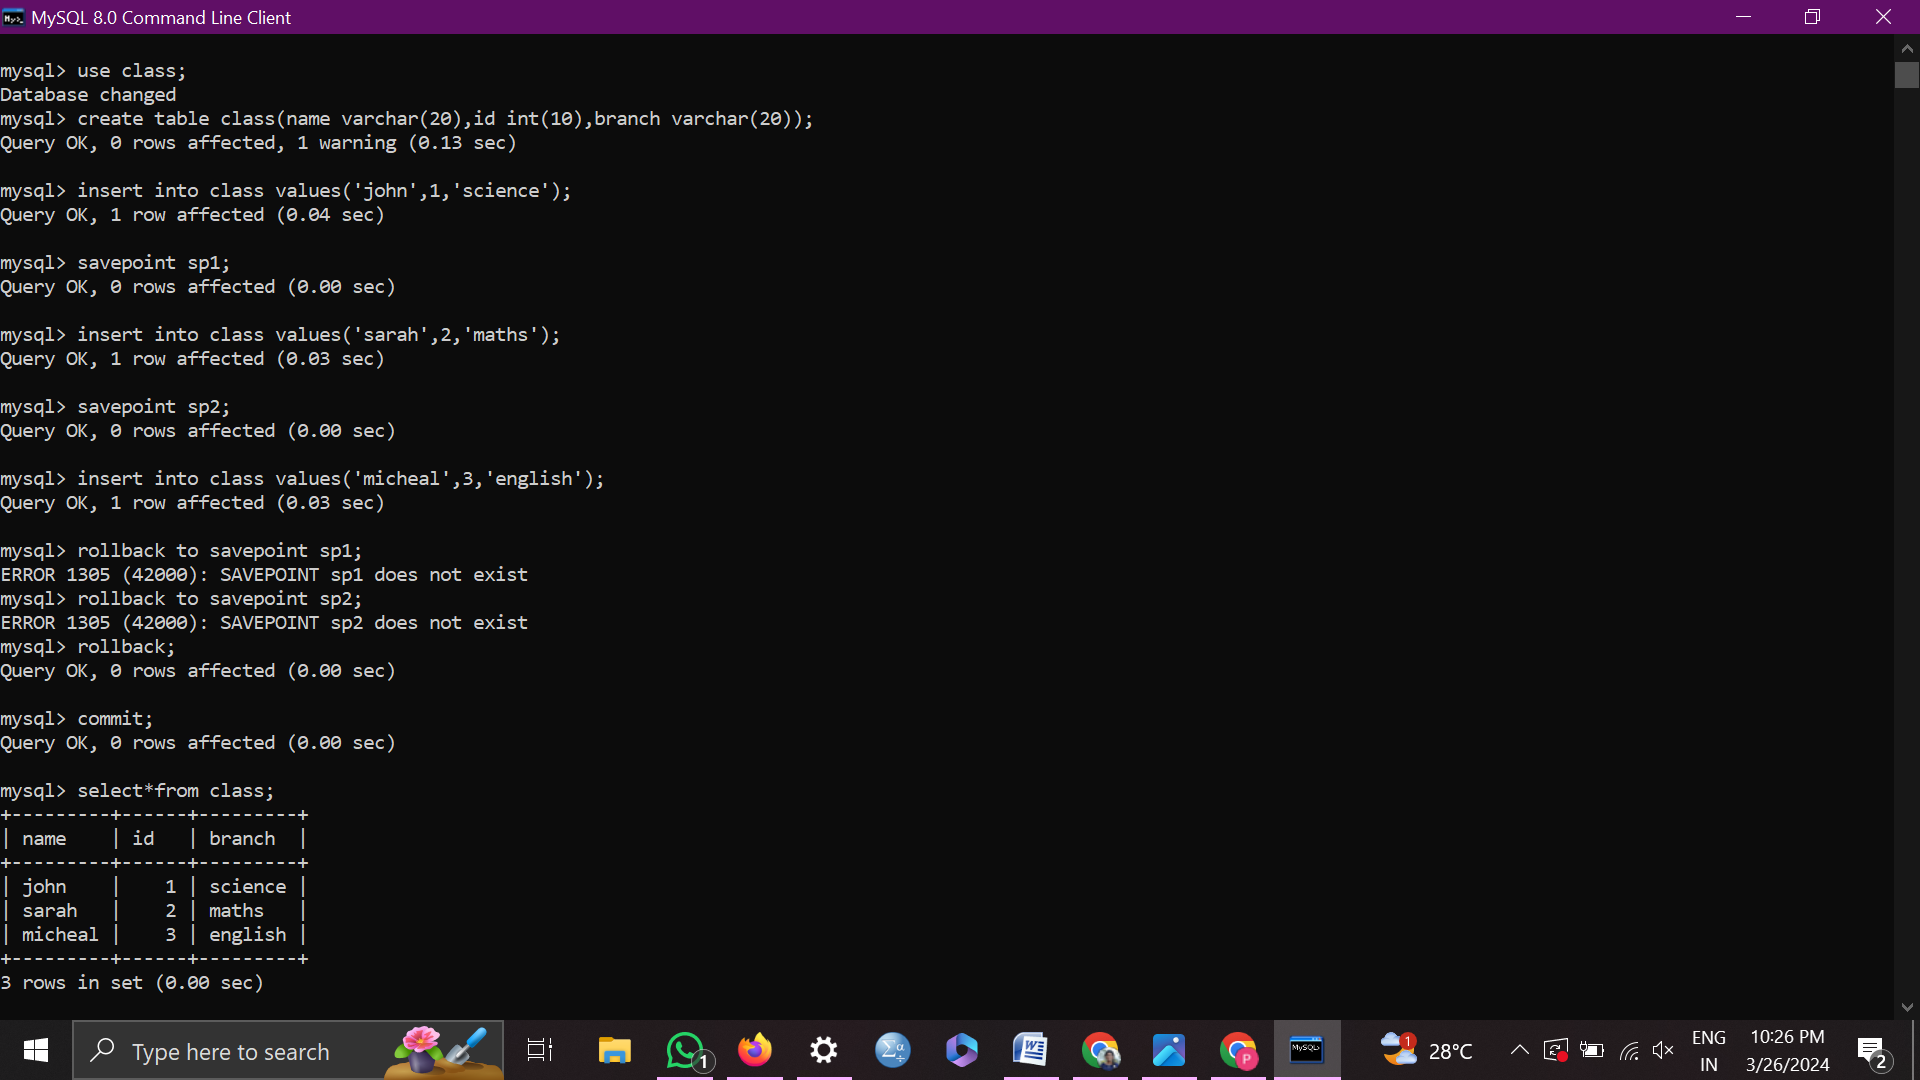 MySQL 8.0 Command Line Client
mysql> use class;
Database changed
mysql> create table class(name varchar(20),id int(10),branch varchar(20));
Query OK, 0 rows affected, 1 warning (0.13 sec)
mysql> insert into class values('john',1,'science');
Query OK, 1 row affected (0.04 sec)
mysql> savepoint sp1;
Query OK, 0 rows affected (0.00 sec)
mysql> insert into class values('sarah',2,'maths');
Query OK, 1 row affected (0.03 sec)
mysql> savepoint sp2;
Query OK, 0 rows affected (0.00 sec)
mysql> insert into class values('micheal',3,'english');
Query OK, 1 row affected (0.03 sec)
mysql> rollback to savepoint sp1;
ERROR 1305 (42000): SAVEPOINT sp1 does not exist
mysql> rollback to savepoint sp2;
ERROR 1305 (42000): SAVEPOINT sp2 does not exist
mysql> rollback;
Query OK, 0 rows affected (0.00 sec)
mysql> commit;
Query OK, 0 rows affected (0.00 sec)
mysql> select*from class;
+---------+------+---------+
| name    | id   | branch  |
+---------+------+---------+
| john    |    1 | science |
| sarah   |    2 | maths   |
| micheal |    3 | english |
+---------+------+---------+
3 rows in set (0.00 sec)
Type here to search
1
MySQL
1
28°C
ENG
IN
10:26 PM
3/26/2024
2